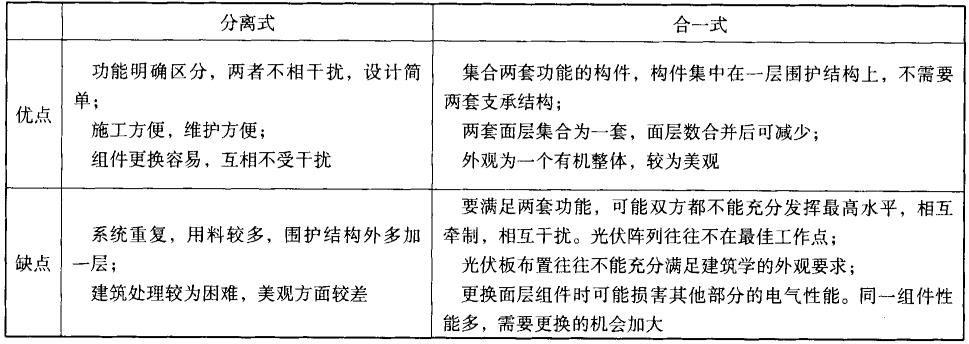 分离式
合一式
优点
功能明确区分，两者不相干扰，设计简
单；
施工方便，维护方便；
组件更换容易，互相不受干扰
集合两套功能的构件，构件集中在一层围护结构上，不需要
两套支承结构；
两套面层集合为一套，面层数合并后可减少；
外观为一个有机整体，较为美观
缺点
系统重复，用料较多，围护结构外多加
一层；
建筑处理较为困难，美观方面较差
要满足两套功能，可能双方都不能充分发挥最高水平，相互
牵制，相互干扰。光伏阵列往往不在最佳工作点；
光伏板布置往往不能充分满足建筑学的外观要求；
更换面层组件时可能损害其他部分的电气性能。同一组件性
能多，需要更换的机会加大